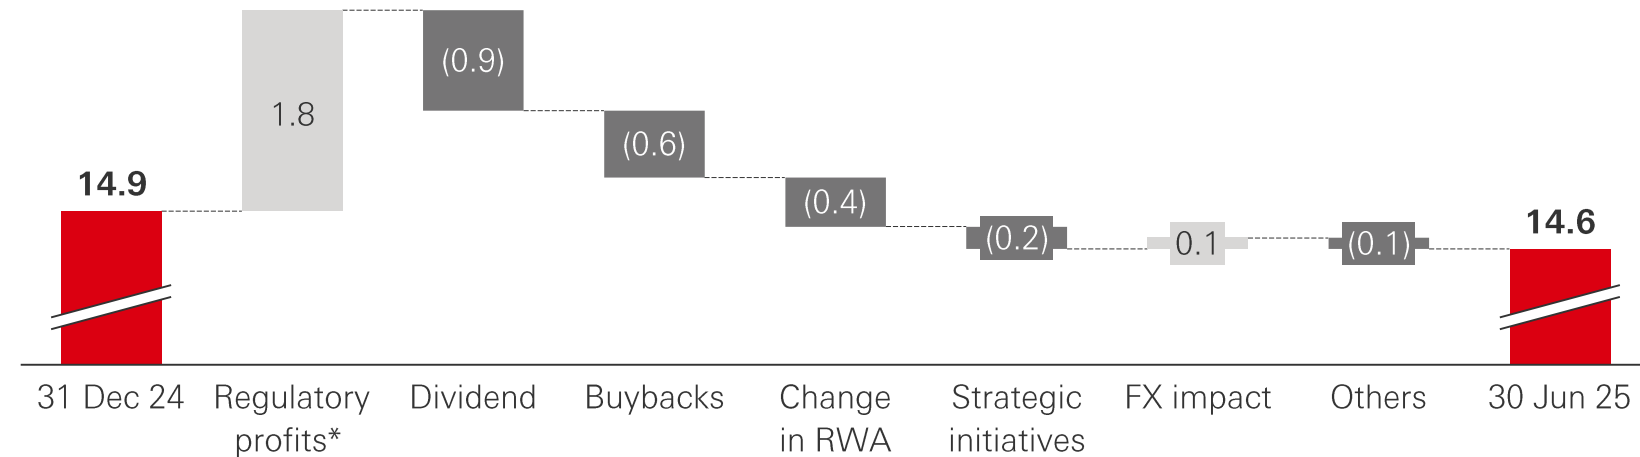 14.9
1.8
(0.9)
(0.6)
(0.4)
(0.2)
0.1
(0.1)
14.6
31 Dec 24
Regulatory
profits*
Dividend
Buybacks
Change
in RWA
Strategic
initiatives
FX impact
Others
30 Jun 25